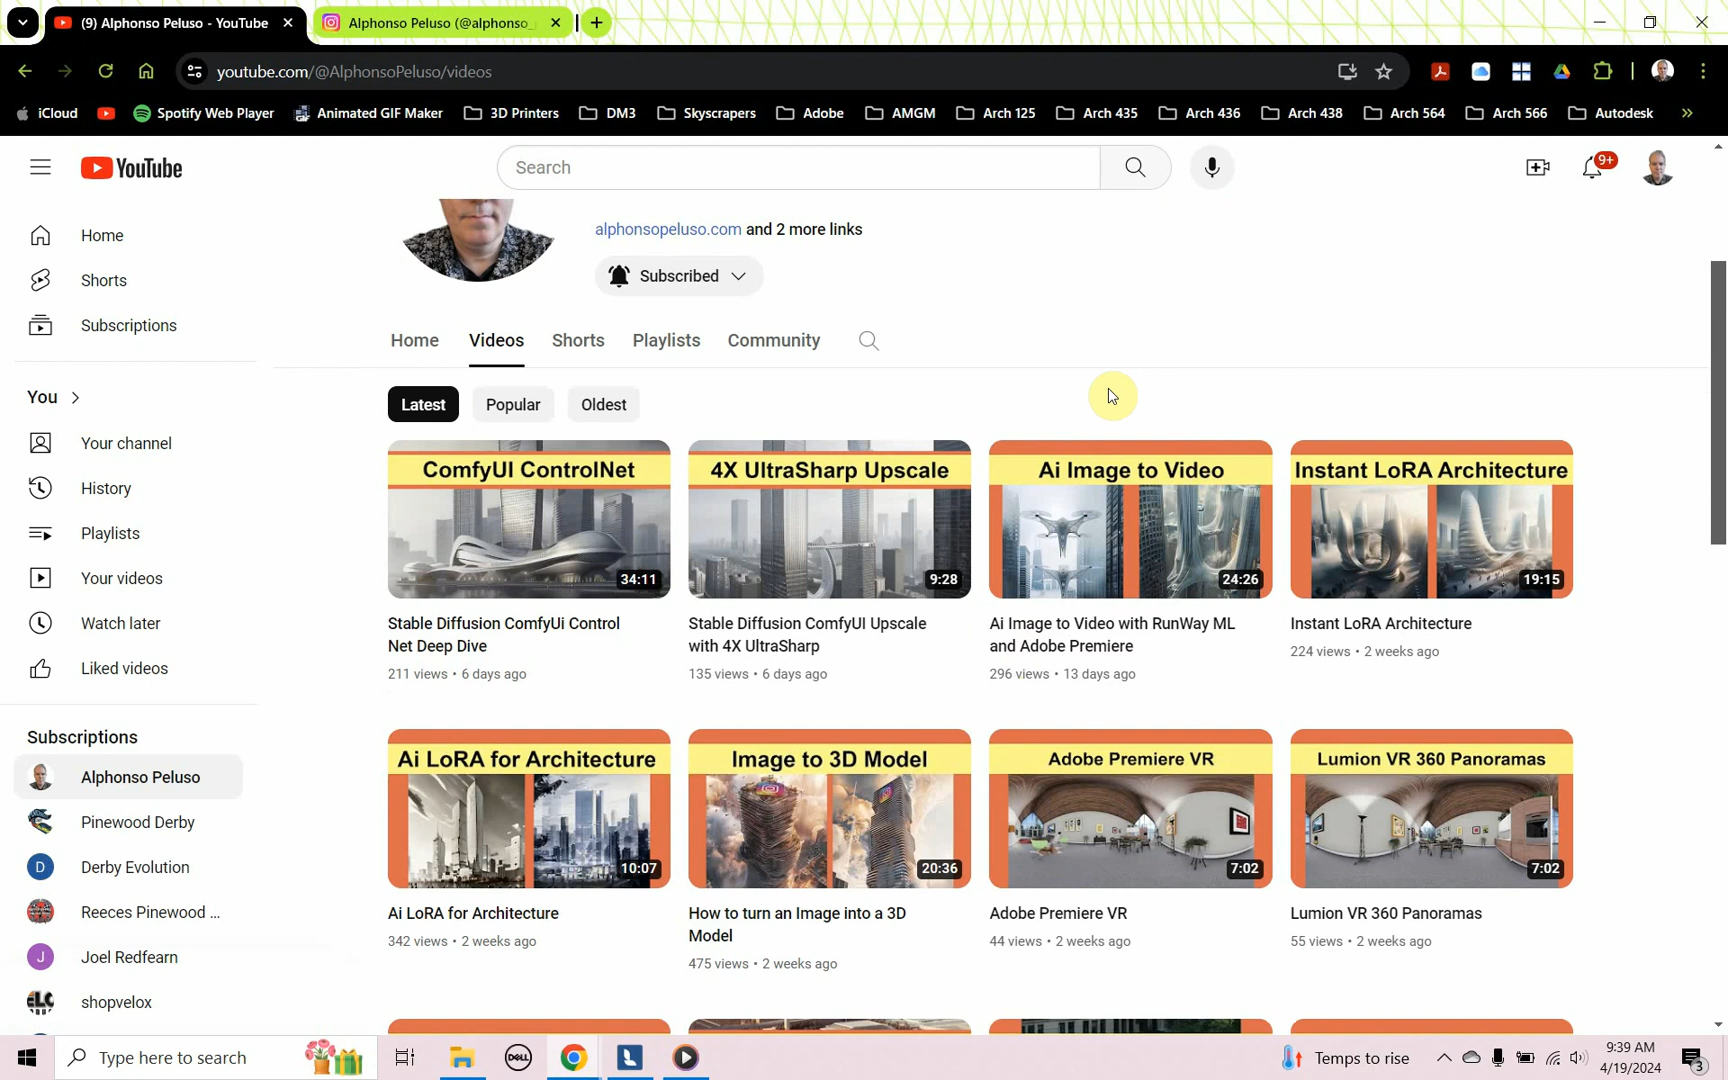 (9) Alphonso Peluso - YouTube
Alphonso Peluso (@alphonso_
youtube.com/@AlphonsoPeluso/videos
iCloud
Spotify Web Player
Animated GIF Maker
3D Printers
DM3
Skyscrapers
Adobe
AMGM
Arch 125
Arch 435
Arch 436
Arch 438
Arch 564
Arch 566
Autodesk
»
YouTube
Search
9+
Home
Shorts
Subscriptions
You
Your channel
History
Playlists
Your videos
Watch later
Liked videos
Subscriptions
Alphonso Peluso
Pinewood Derby
D
Derby Evolution
Reeces Pinewood ...
J
Joel Redfearn
shopvelox
alphonsopeluso.com and 2 more links
Subscribed
Home
Videos
Shorts
Playlists
Community
Latest
Popular
Oldest
ComfyUI ControlNet
34:11
Stable Diffusion ComfyUi Control
Net Deep Dive
211 views • 6 days ago
4X UltraSharp Upscale
9:28
Stable Diffusion ComfyUI Upscale
with 4X UltraSharp
135 views • 6 days ago
Ai Image to Video
24:26
Ai Image to Video with RunWay ML
and Adobe Premiere
296 views • 13 days ago
Instant LoRA Architecture
19:15
Instant LoRA Architecture
224 views • 2 weeks ago
Ai LoRA for Architecture
10:07
Ai LoRA for Architecture
342 views • 2 weeks ago
Image to 3D Model
20:36
How to turn an Image into a 3D
Model
475 views • 2 weeks ago
Adobe Premiere VR
7:02
Adobe Premiere VR
44 views • 2 weeks ago
Lumion VR 360 Panoramas
7:02
Lumion VR 360 Panoramas
55 views • 2 weeks ago
Type here to search
DELL
Temps to rise
9:39 AM
4/19/2024
3